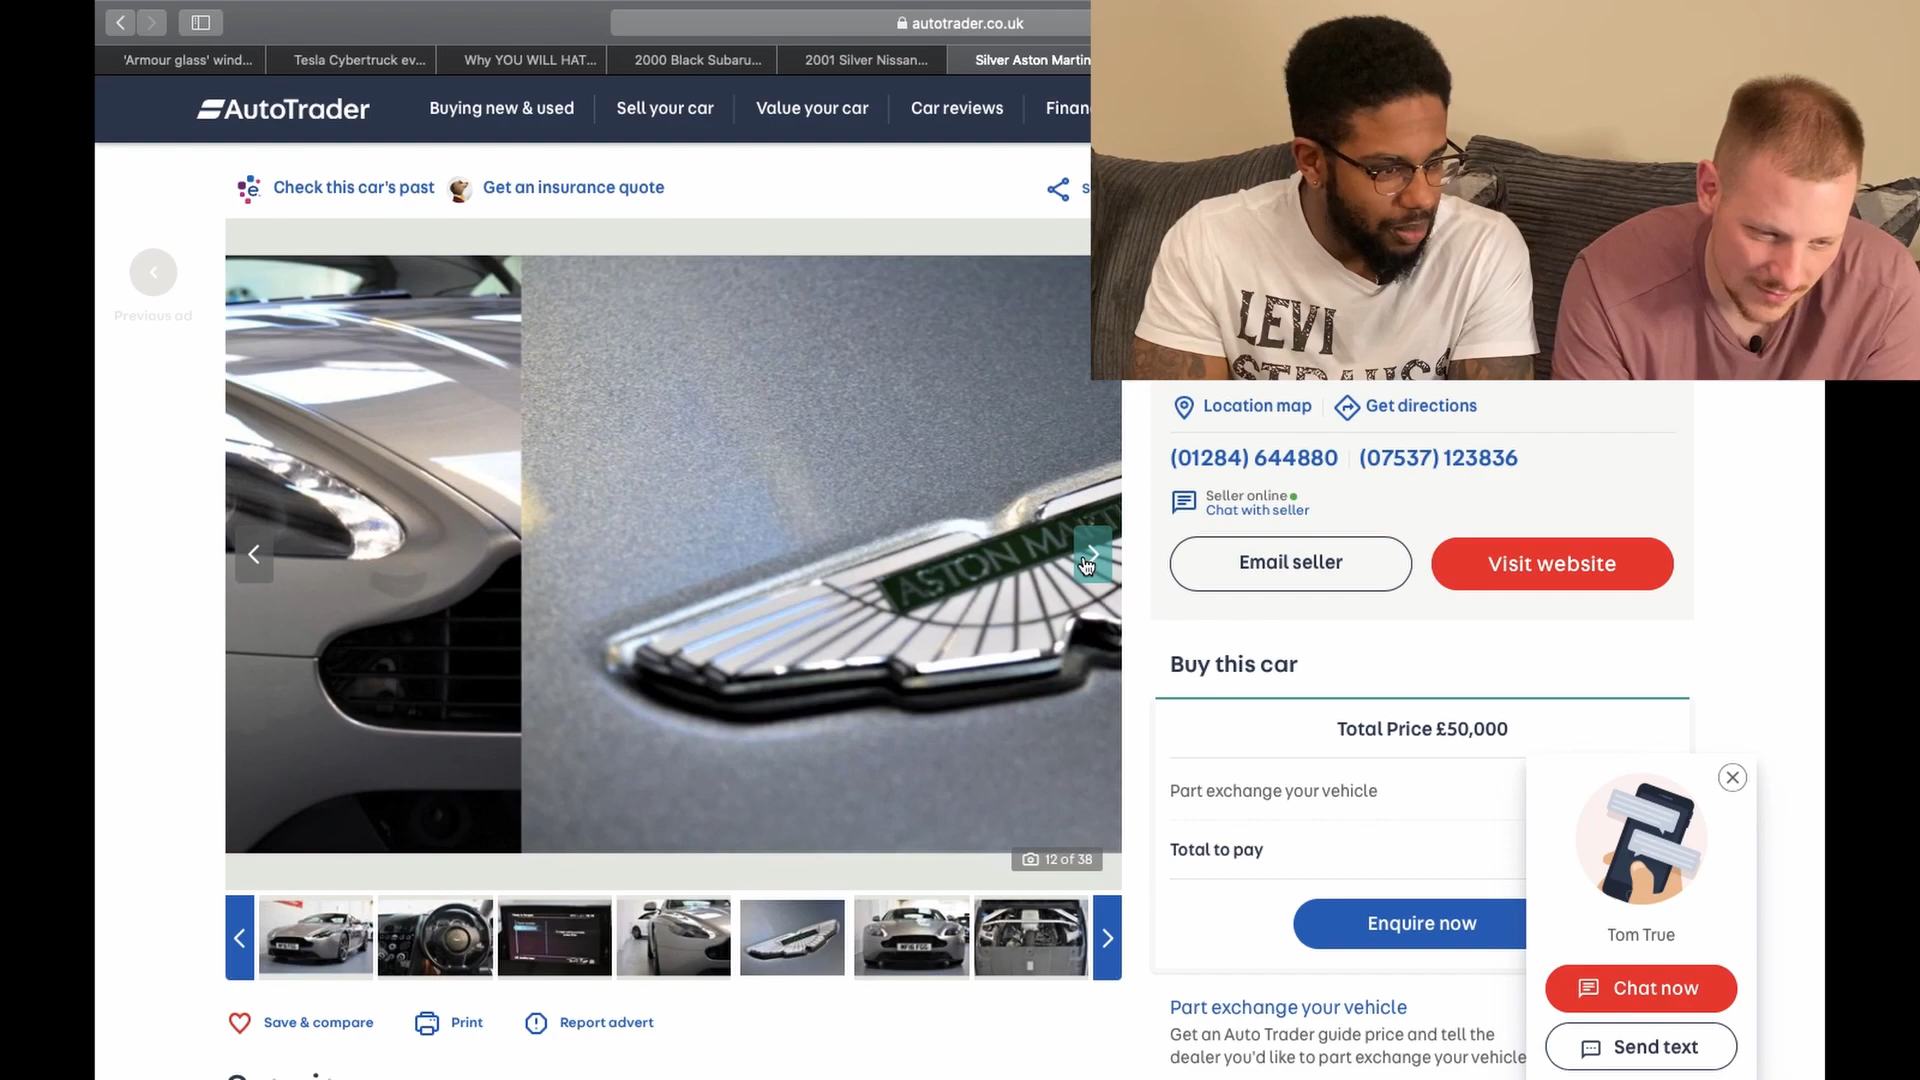 autotrader.co.uk
'Armour glass' wind...
Tesla Cybertruck ev...
Why YOU WILL HAT...
2000 Black Subaru...
2001 Silver Nissan...
Silver Aston Martin
AutoTrader
Buying new & used
Sell your car
Value your car
Car reviews
Finan
Check this car's past
Get an insurance quote
S
LEVI
STRAUSS
Previous ad
ASTON MARTI
Location map
Get directions
(01284) 644880
(07537) 123836
Seller online
Chat with seller
Email seller
Visit website
Buy this car
Total Price £50,000
Part exchange your vehicle
Total to pay
12 of 38
Enquire now
Tom True
Chat now
Send text
Save & compare
Print
Report advert
Part exchange your vehicle
Get an Auto Trader guide price and tell the
dealer you'd like to part exchange your vehicle